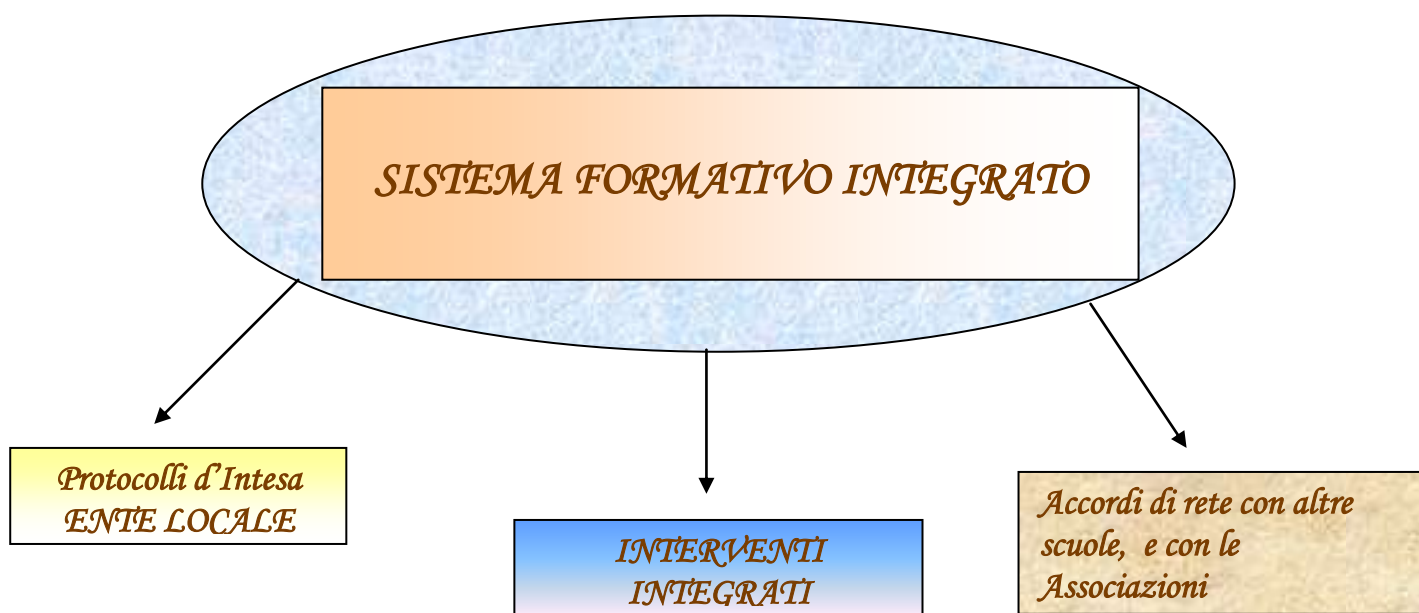 SISTEMA FORMATIVO INTEGRATO
Protocolli d'Intesa
ENTE LOCALE
INTERVENTI
INTEGRATI
Accordi di rete con altre
scuole, e con le
Associazioni